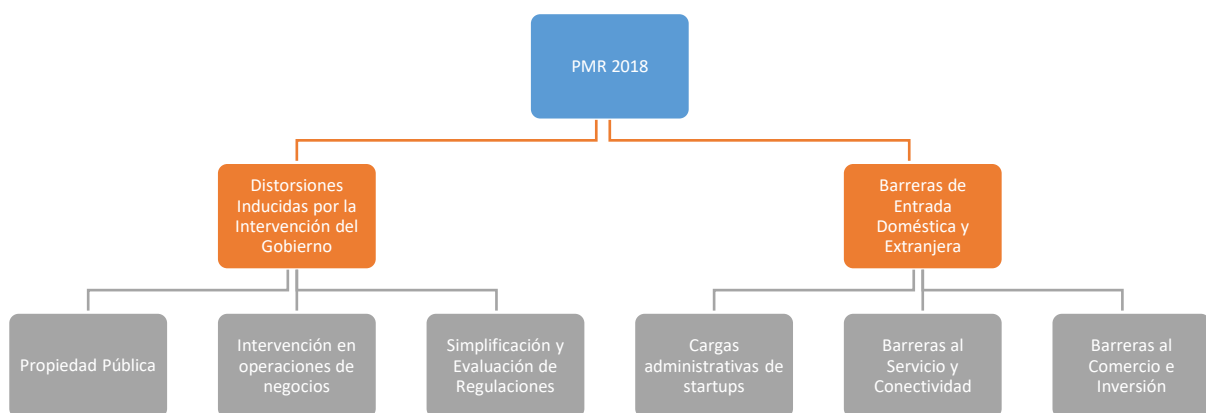 PMR 2018
Distorsiones
Inducidas por la
Intervención del
Gobierno
Barreras de
Entrada
Doméstica y
Extranjera
Propiedad Pública
Intervención en
operaciones de
negocios
Simplificación y
Evaluación de
Regulaciones
Cargas
administrativas de
startups
Barreras al
Servicio y
Conectividad
Barreras al
Comercio e
Inversión